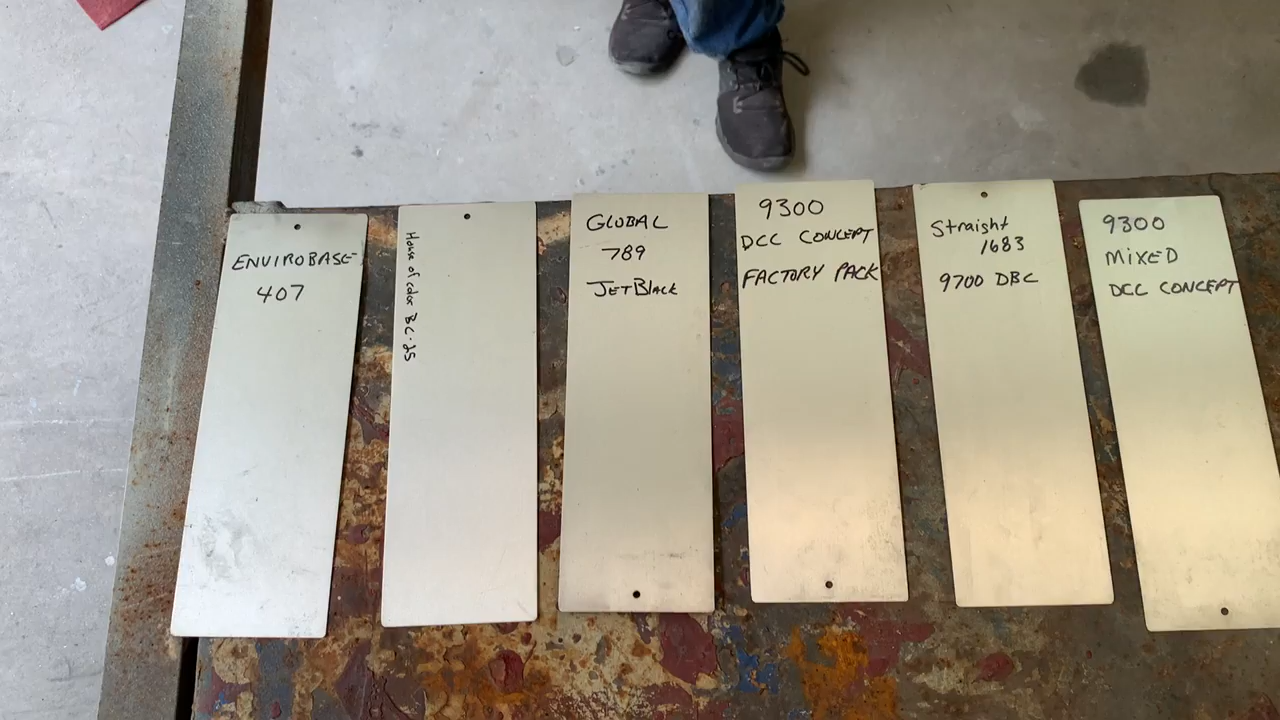 ENVIROBASE
407
House of color BC-25
GLOBAL
789
JETBLACK
9300
DCC CONCEPT
FACTORY PACK
Straight
1683
9700 DBC
9300
MIXED
DCC CONCEPT